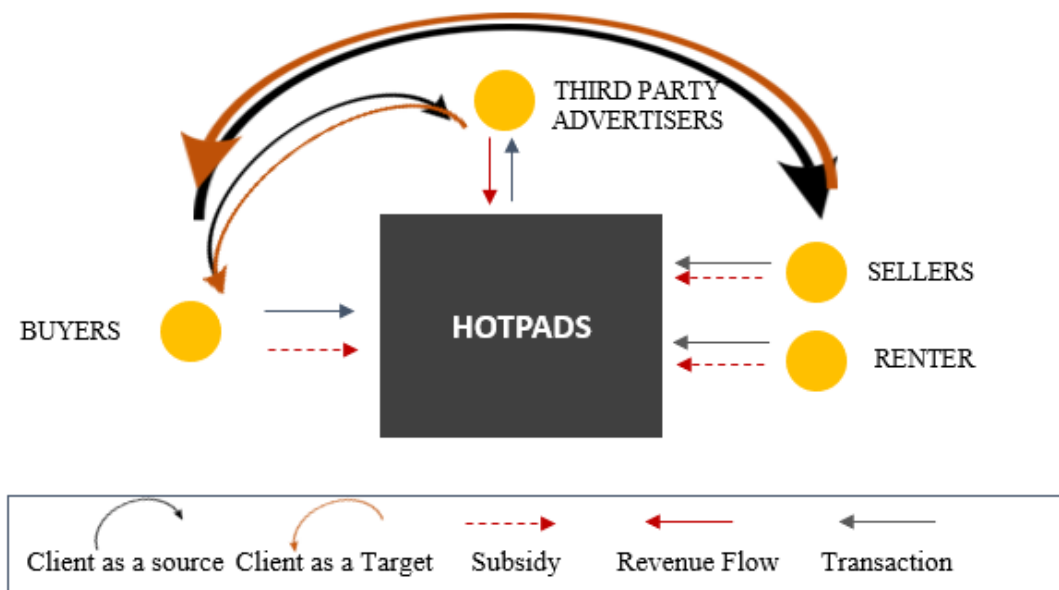 THIRD PARTY
ADVERTISERS
SELLERS
BUYERS
HOTPADS
RENTER
Client as a source
Client as a Target
Subsidy
Revenue Flow
Transaction